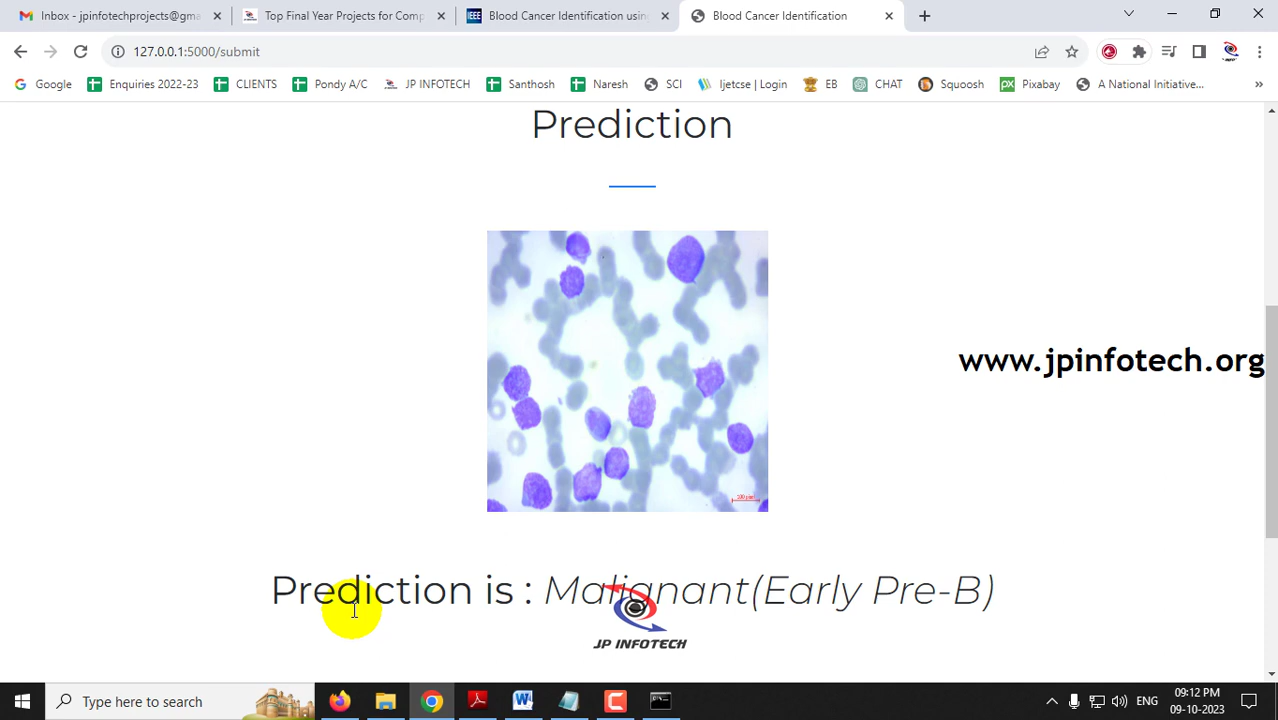 Inbox - jpinfotechprojects@gma
Top Final Year Projects for Comp
IEEE
Blood Cancer Identification usin
Blood Cancer Identification
127.0.0.1:5000/submit
Google
Enquiries 2022-23
CLIENTS
Pondy A/C
JP INFOTECH
Santhosh
Naresh
SCI
Ijetcse | Login
EB
CHAT
Squoosh
px
Pixabay
A National Initiative...
Prediction
www.jpinfotech.org
Prediction is : Malignant(Early Pre-B)
JP INFOTECH
Type here to search
ENG
09:12 PM
09-10-2023